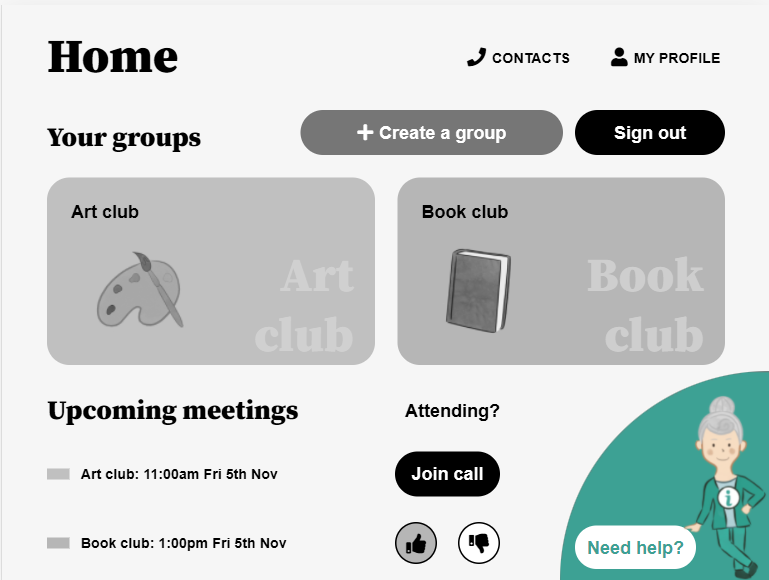 Home
CONTACTS
MY PROFILE
Your groups
Create a group
Sign out
Art club
Art
club
Book club
Book
club
Upcoming meetings
Attending?
Art club: 11:00am Fri 5th Nov
Join call
Book club: 1:00pm Fri 5th Nov
Need help?